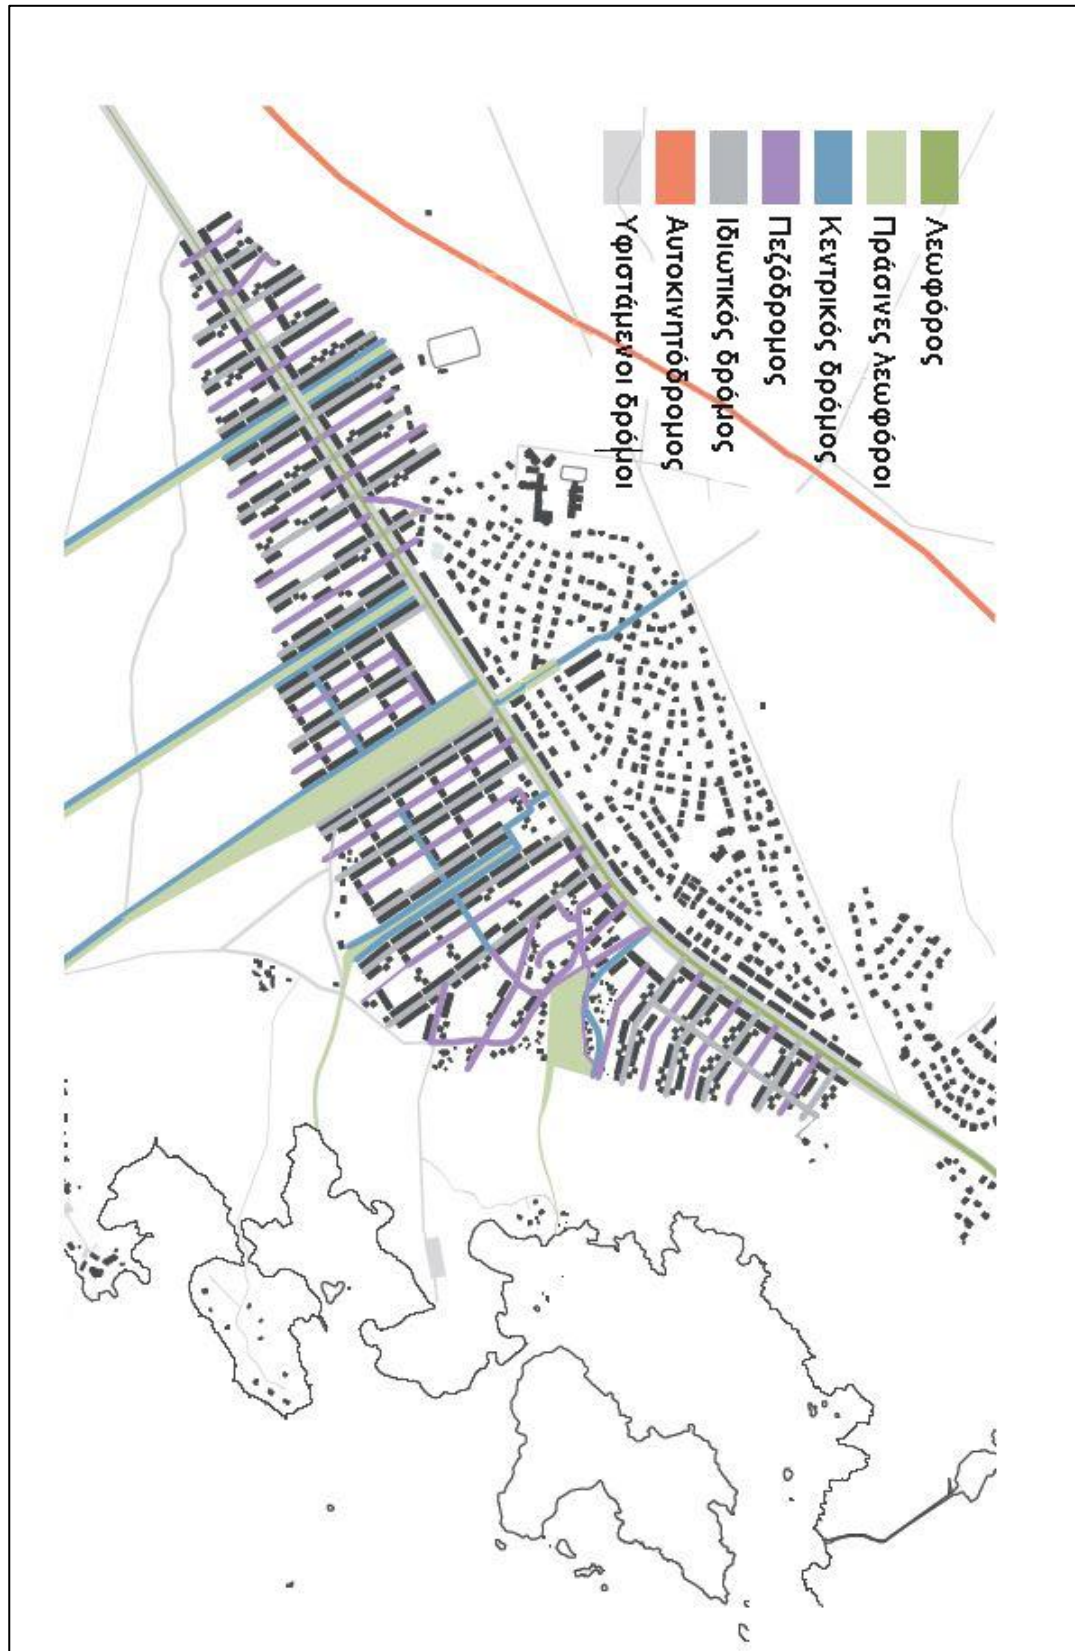 Λεωφόρος
Πράσινες λεωφόροι
Κεντρικός δρόμος
Πεζόδρομος
Ιδιωτικός δρόμος
Αυτοκινητόδρομος
Υφιστάμενοι δρόμοι